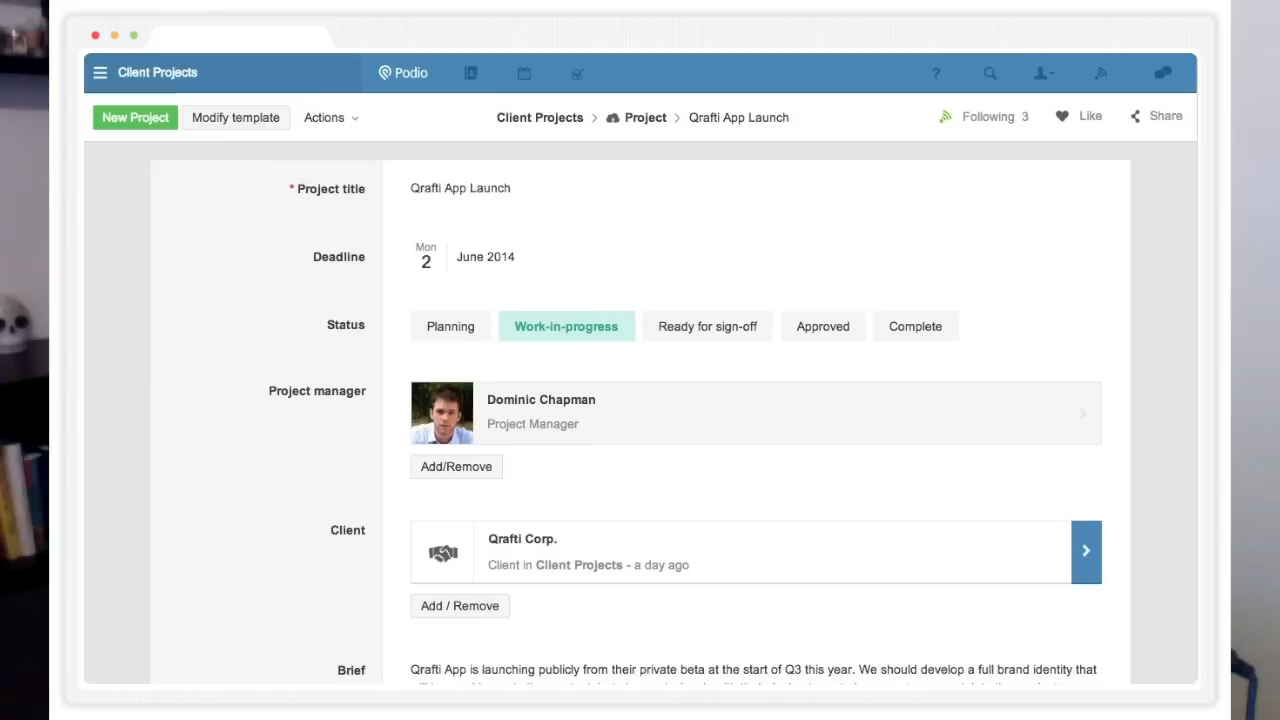 Client Projects
Podio
?
New Project
Modify template
Actions
Client Projects > Project > Qrafti App Launch
Following 3
Like
Share
* Project title
Qrafti App Launch
Deadline
Mon
2
June 2014
Status
Planning
Work-in-progress
Ready for sign-off
Approved
Complete
Project manager
Dominic Chapman
Project Manager
Add/Remove
Client
Qrafti Corp.
Client in Client Projects - a day ago
Add / Remove
Brief
Qrafti App is launching publicly from their private beta at the start of Q3 this year. We should develop a full brand identity that